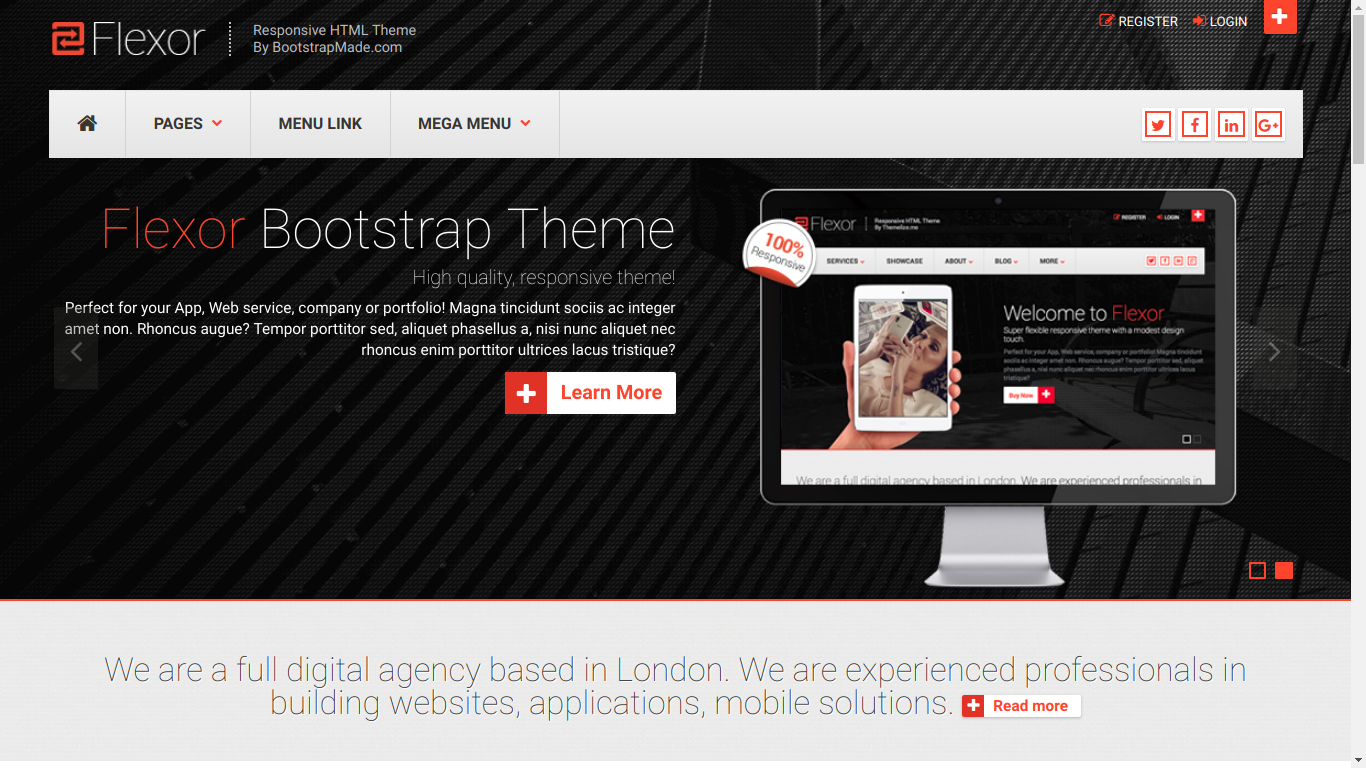 Flexor
Responsive HTML Theme
By BootstrapMade.com
REGISTER
LOGIN
PAGES
MENU LINK
MEGA MENU
Flexor Bootstrap Theme
High quality, responsive theme!
Perfect for your App, Web service, company or portfolio! Magna tincidunt sociis ac integer
amet non. Rhoncus augue? Tempor porttitor sed, aliquet phasellus a, nisi nunc aliquet nec
rhoncus enim porttitor ultrices lacus tristique?
Learn More
100%
Responsive
Flexor
Responsive HTML Theme
REGISTER
LOGIN
SERVICES
SHOWCASE
ABOUT
BLOG
MORE
Welcome to Flexor
Super flexible responsive theme with a modest design
touch.
Perfect for your App, Web service, company or portfolio! Magna tincidunt
sociis ac integer amet non. Rhoncus augue? Tempor porttitor sed, aliquet
phasellus a, nisi nunc aliquet nec rhoncus enim porttitor ultrices lacus
tristique?
Buy Now
We are a full digital agency based in London. We are experienced professionals in
We are a full digital agency based in London. We are experienced professionals in
building websites, applications, mobile solutions.
Read more